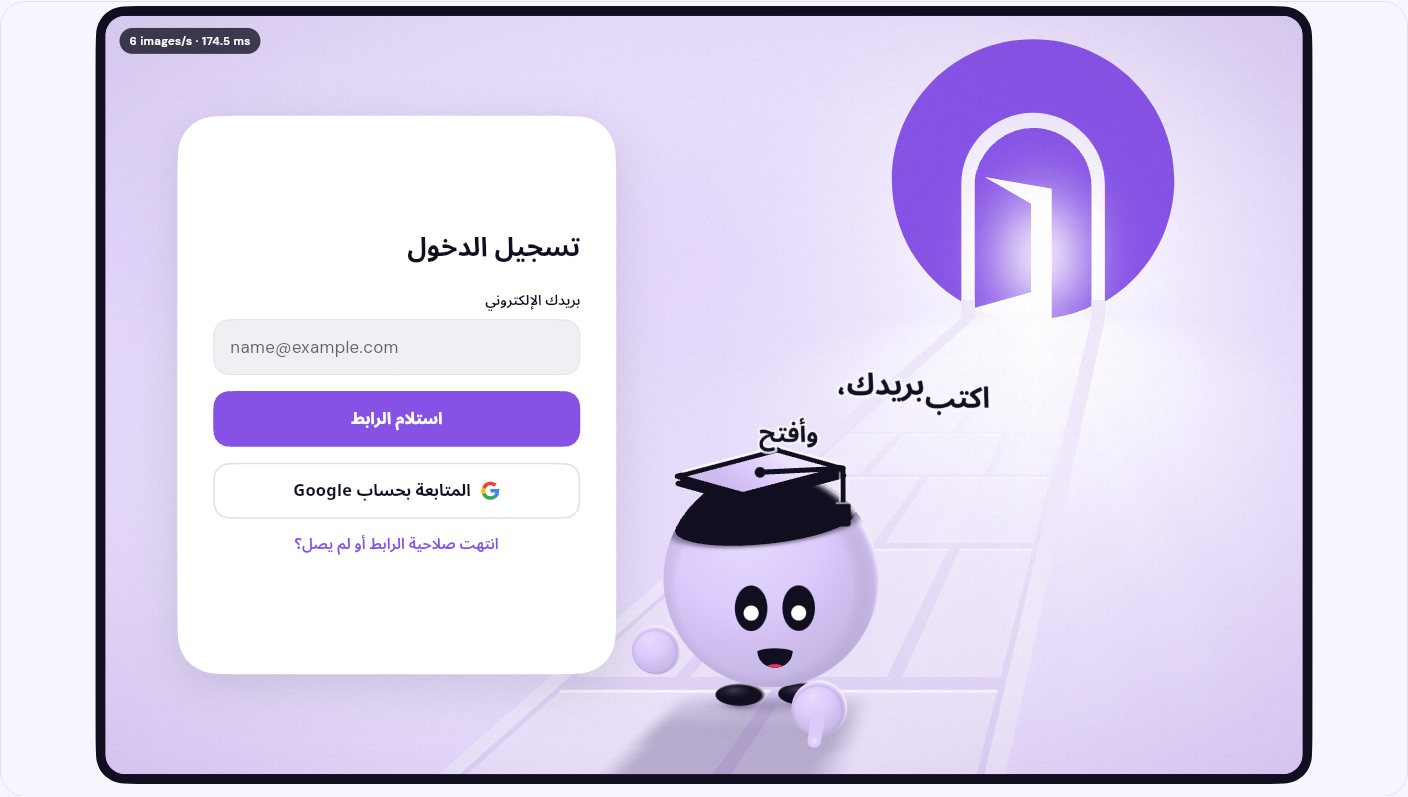 6 images/s · 174.5 ms
تسجيل الدخول
بريدك الإلكتروني
name@example.com
استلام الرابط
المتابعة بحساب Google
انتهت صلاحية الرابط أو لم يصل؟
اكتب بريدك،
وأفتح